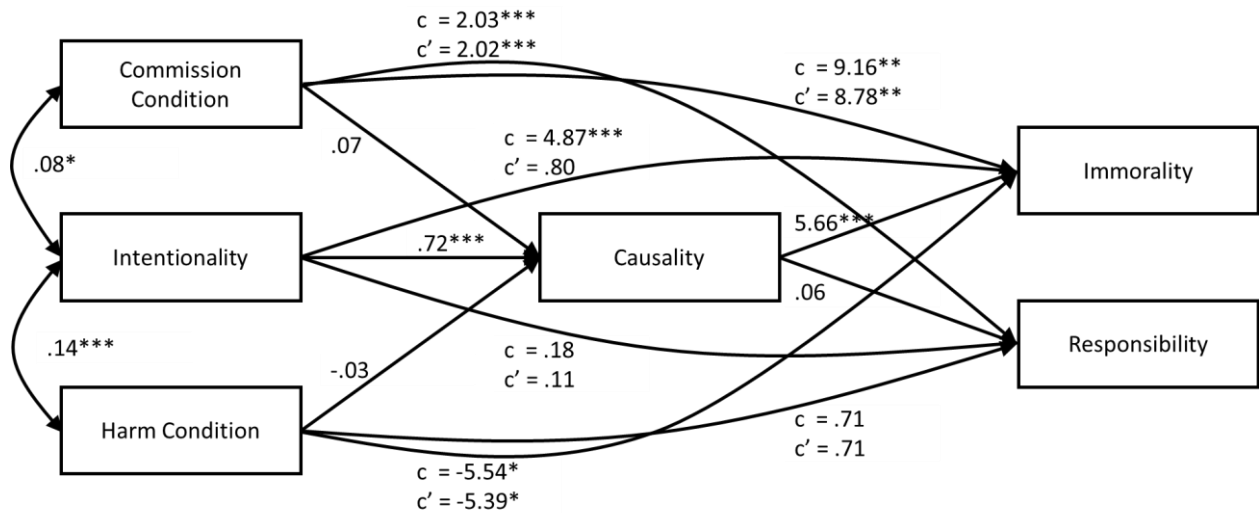 c = 2.03***
c’ = 2.02***
Commission
Condition
c = 9.16**
c’ = 8.78**
.08*
.07
c = 4.87***
c’ = .80
Immorality
Intentionality
.72***
Causality
5.66***
.06
.14***
-.03
c = .18
c’ = .11
Responsibility
Harm Condition
c = .71
c’ = .71
c = -5.54*
c’ = -5.39*